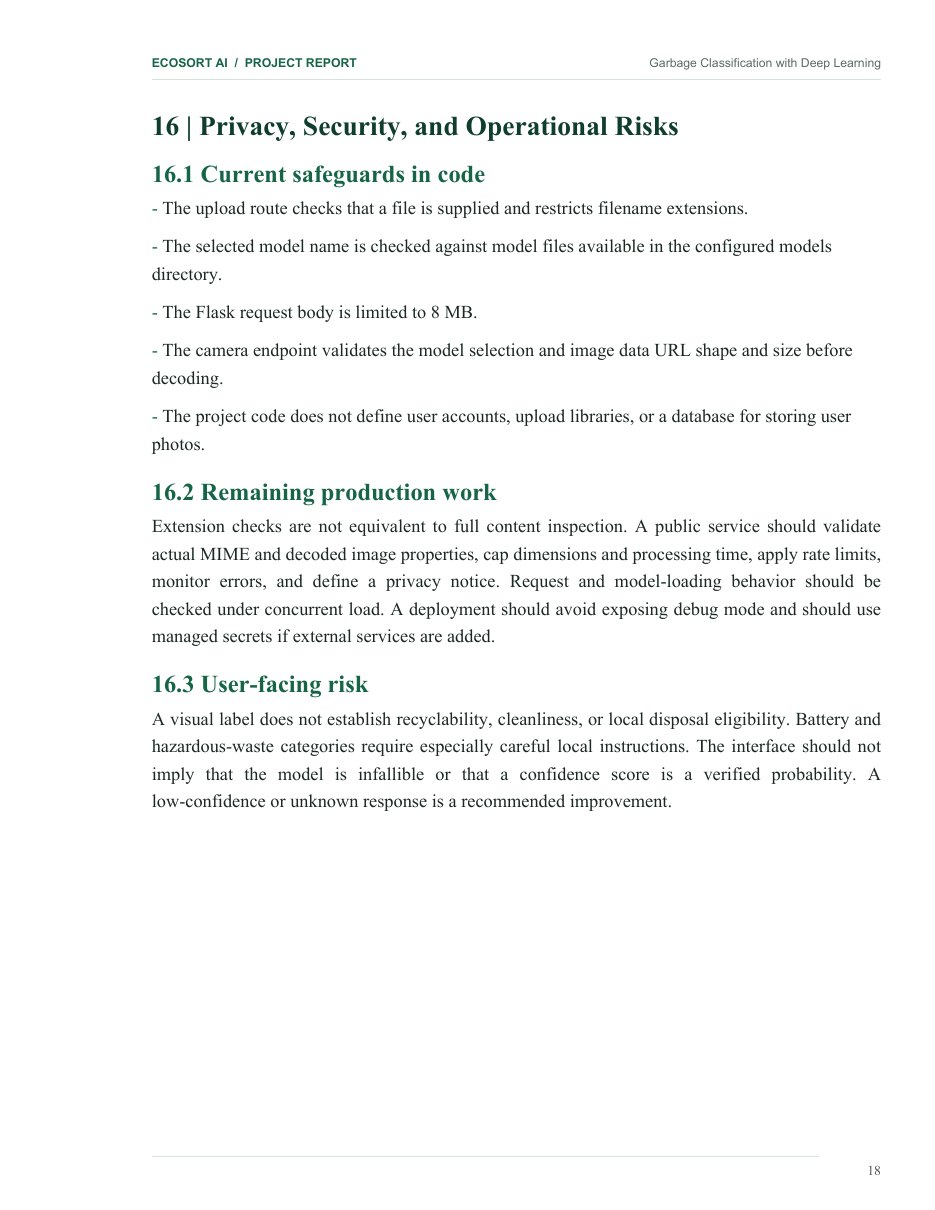 ECOSORT AI / PROJECT REPORT
Garbage Classification with Deep Learning
16 | Privacy, Security, and Operational Risks
16.1 Current safeguards in code
- The upload route checks that a file is supplied and restricts filename extensions.
- The selected model name is checked against model files available in the configured models
directory.
- The Flask request body is limited to 8 MB.
- The camera endpoint validates the model selection and image data URL shape and size before
decoding.
- The project code does not define user accounts, upload libraries, or a database for storing user
photos.
16.2 Remaining production work
Extension checks are not equivalent to full content inspection. A public service should validate
actual MIME and decoded image properties, cap dimensions and processing time, apply rate limits,
monitor errors, and define a privacy notice. Request and model-loading behavior should be
checked under concurrent load. A deployment should avoid exposing debug mode and should use
managed secrets if external services are added.
16.3 User-facing risk
A visual label does not establish recyclability, cleanliness, or local disposal eligibility. Battery and
hazardous-waste categories require especially careful local instructions. The interface should not
imply that the model is infallible or that a confidence score is a verified probability. A
low-confidence or unknown response is a recommended improvement.
18